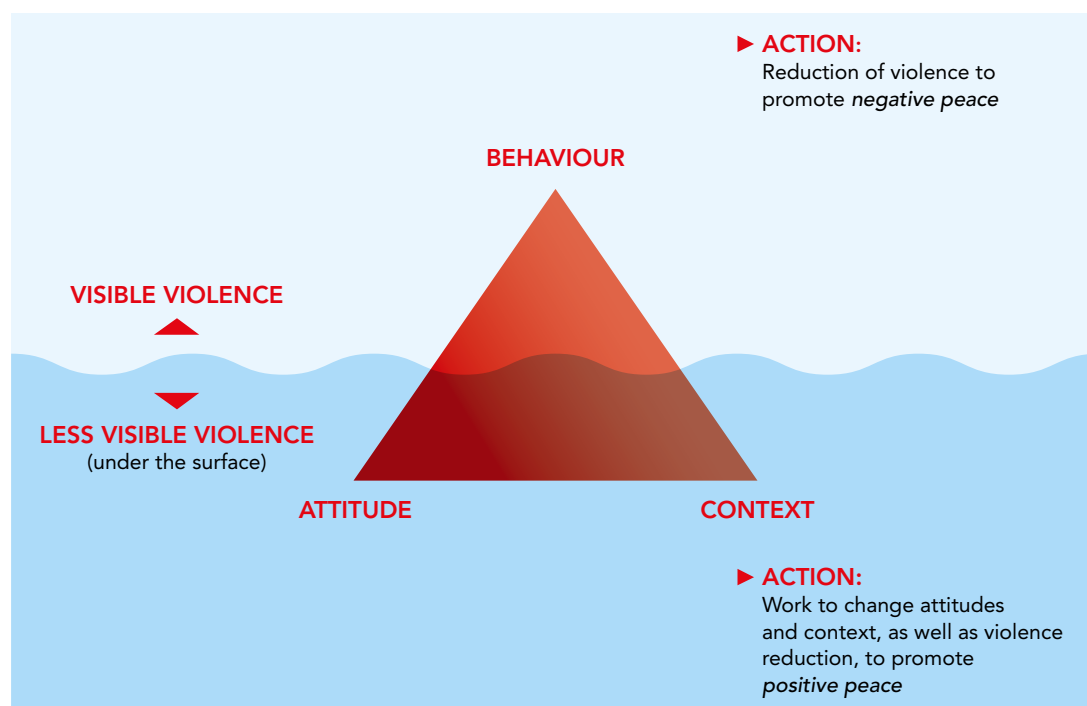 ► ACTION:
Reduction of violence to
promote negative peace
BEHAVIOUR
VISIBLE VIOLENCE
LESS VISIBLE VIOLENCE
(under the surface)
ATTITUDE
CONTEXT
► ACTION:
Work to change attitudes
and context, as well as violence
reduction, to promote
positive peace